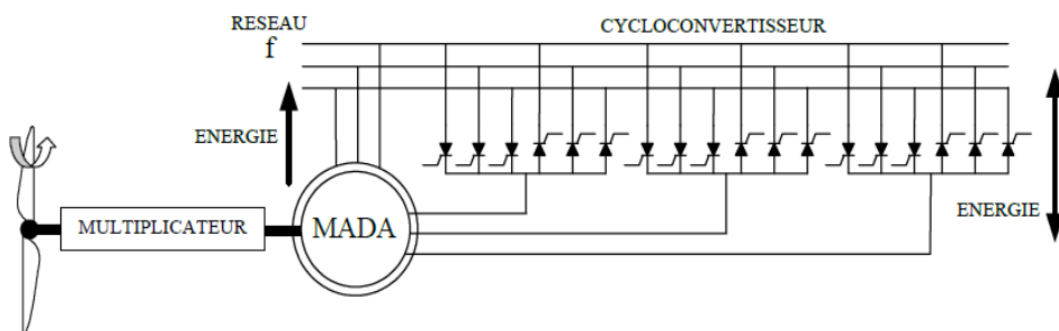 RESEAU
CYCLOCONVERTISSEUR
f
ENERGIE
ENERGIE
MULTIPLICATEUR
MADA